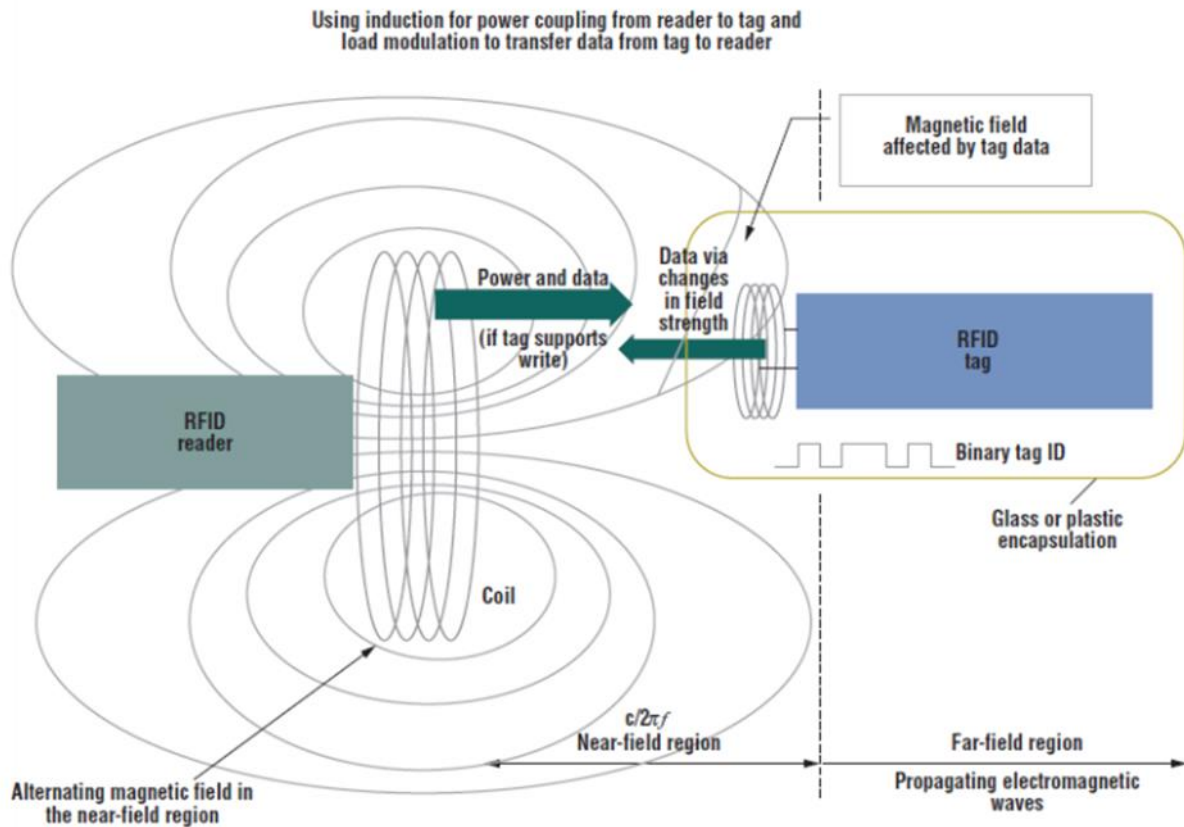 Using induction for power coupling from reader to tag and
load modulation to transfer data from tag to reader
Magnetic field
affected by tag data
Power and data
(if tag supports
write)
Data via
changes
in field
strength
RFID
reader
RFID
tag
Binary tag ID
Glass or plastic
encapsulation
Coil
c/2πf
Near-field region
Far-field region
Propagating electromagnetic
waves
Alternating magnetic field in
the near-field region